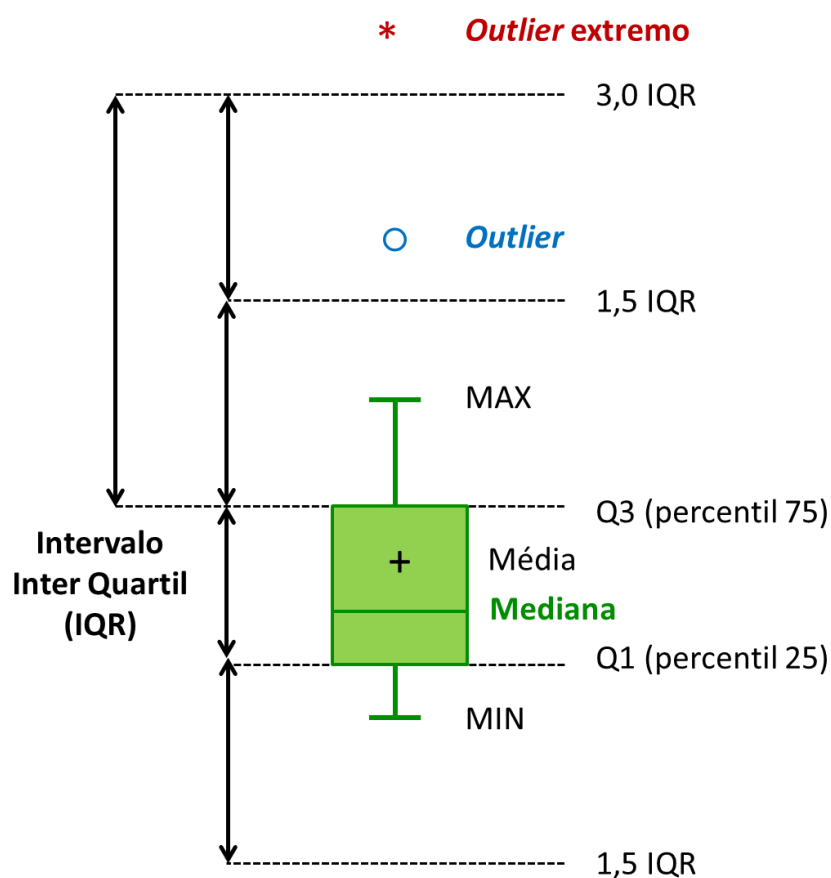 * Outlier extremo
3,0 IQR
Outlier
1,5 IQR
MAX
Q3 (percentil 75)
Intervalo
Inter Quartil
(IQR)
+ Média
Mediana
Q1 (percentil 25)
MIN
1,5 IQR